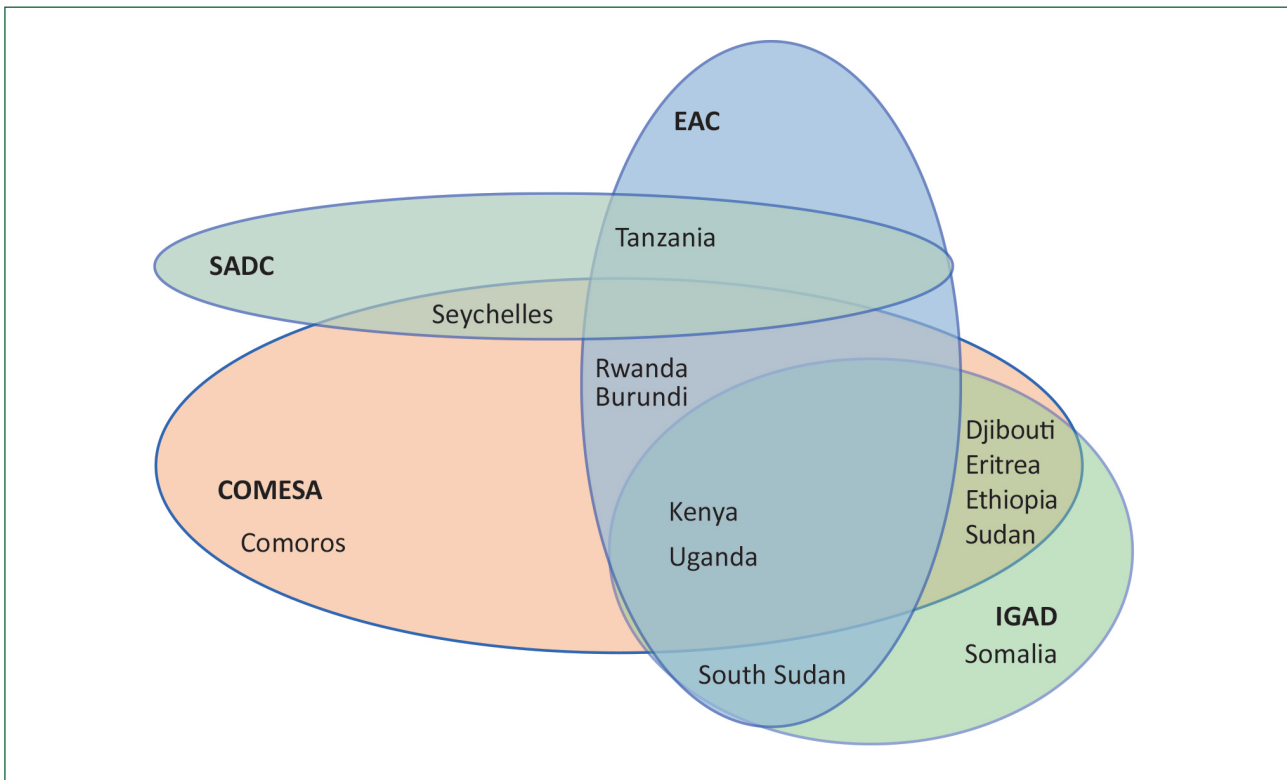 EAC
Tanzania
SADC
Seychelles
Rwanda
Burundi
Djibouti
Eritrea
Ethiopia
Sudan
COMESA
Comoros
Kenya
Uganda
IGAD
Somalia
South Sudan